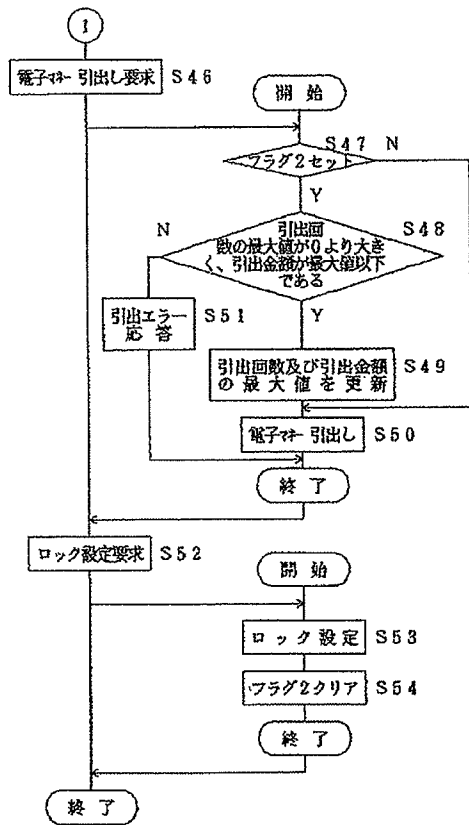 1
電子マネー引出し要求 S46
開始
S47 N
フラグ2セット
Y
N
引出回
数の最大値が0より大き
く、引出金額が最大値以下
である
S48
引出エラー
応答
S51
Y
引出回数及び引出金額
の最大値を更新
S49
電子マネー引出し S50
終了
ロック設定要求 S52
開始
ロック設定 S53
フラグ2クリア S54
終了
終了